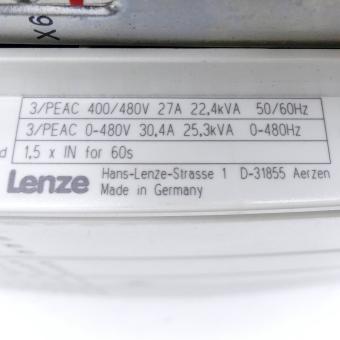 3/PEAC 400/480V 27A 22,4kVA 50/60Hz
3/PEAC 0-480V 30,4A 25,3kVA 0-480Hz
d 1,5 x IN for 60s
Lenze Hans-Lenze-Strasse 1 D-31855 Aerzen
Made in Germany